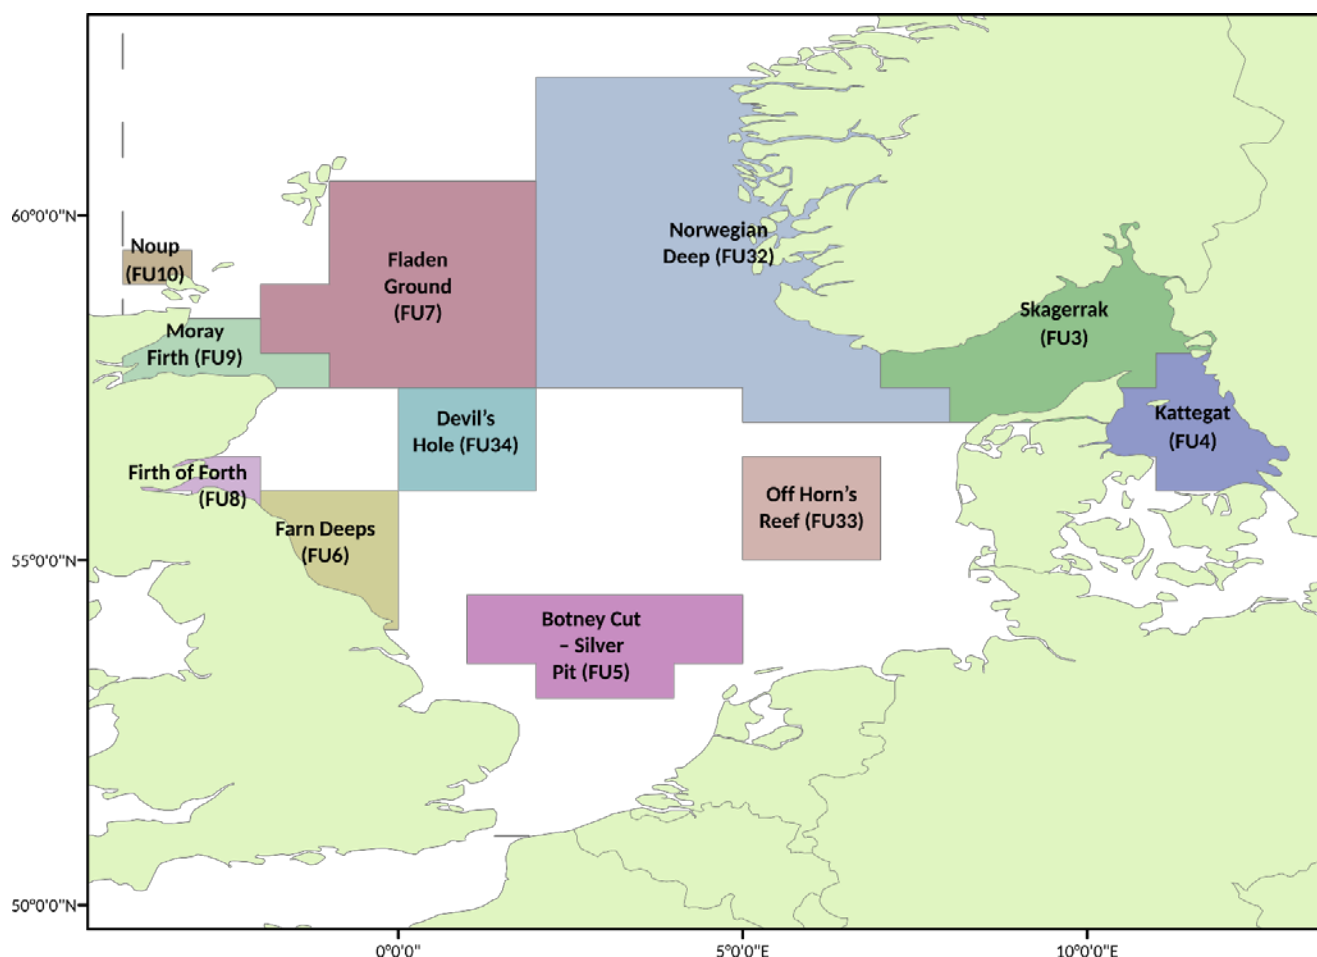 60°0'0"N
55°0'0"N
50°0'0"N
Noup
(FU10)
Fladen
Ground
(FU7)
Norwegian
Deep (FU32)
Skagerrak
(FU3)
Moray
Firth (FU9)
Devil's
Hole (FU34)
Kattegat
(FU4)
Firth of Forth
(FU8)
Farn Deeps
(FU6)
Off Horn's
Reef (FU33)
Botney Cut
– Silver
Pit (FU5)
0°0'0"
5°0'0"E
10°0'0"E